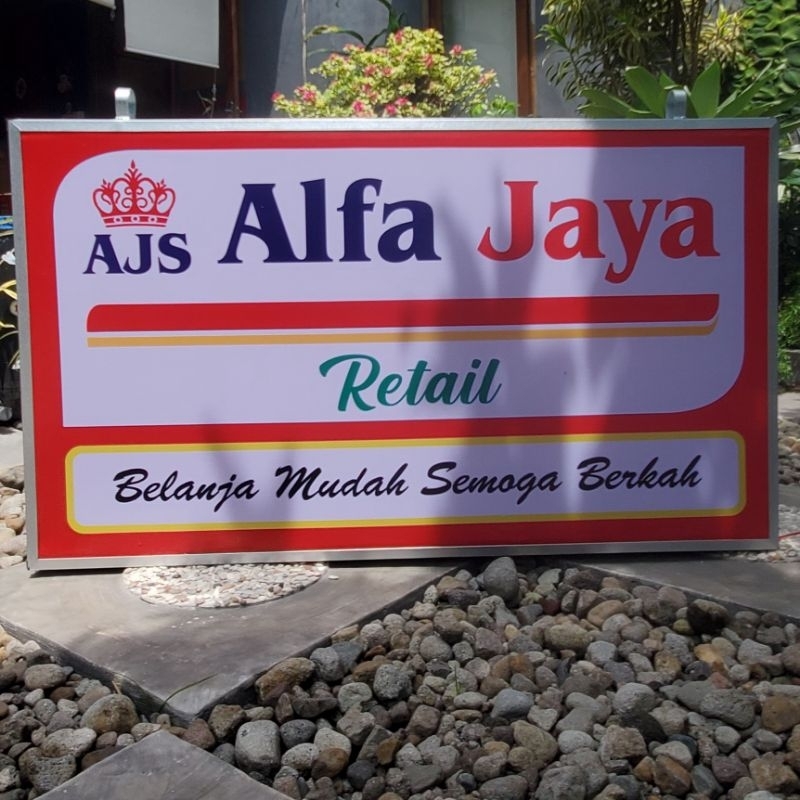 AJS Alfa Jaya
Retail
Belanja Mudah Semoga Berkah